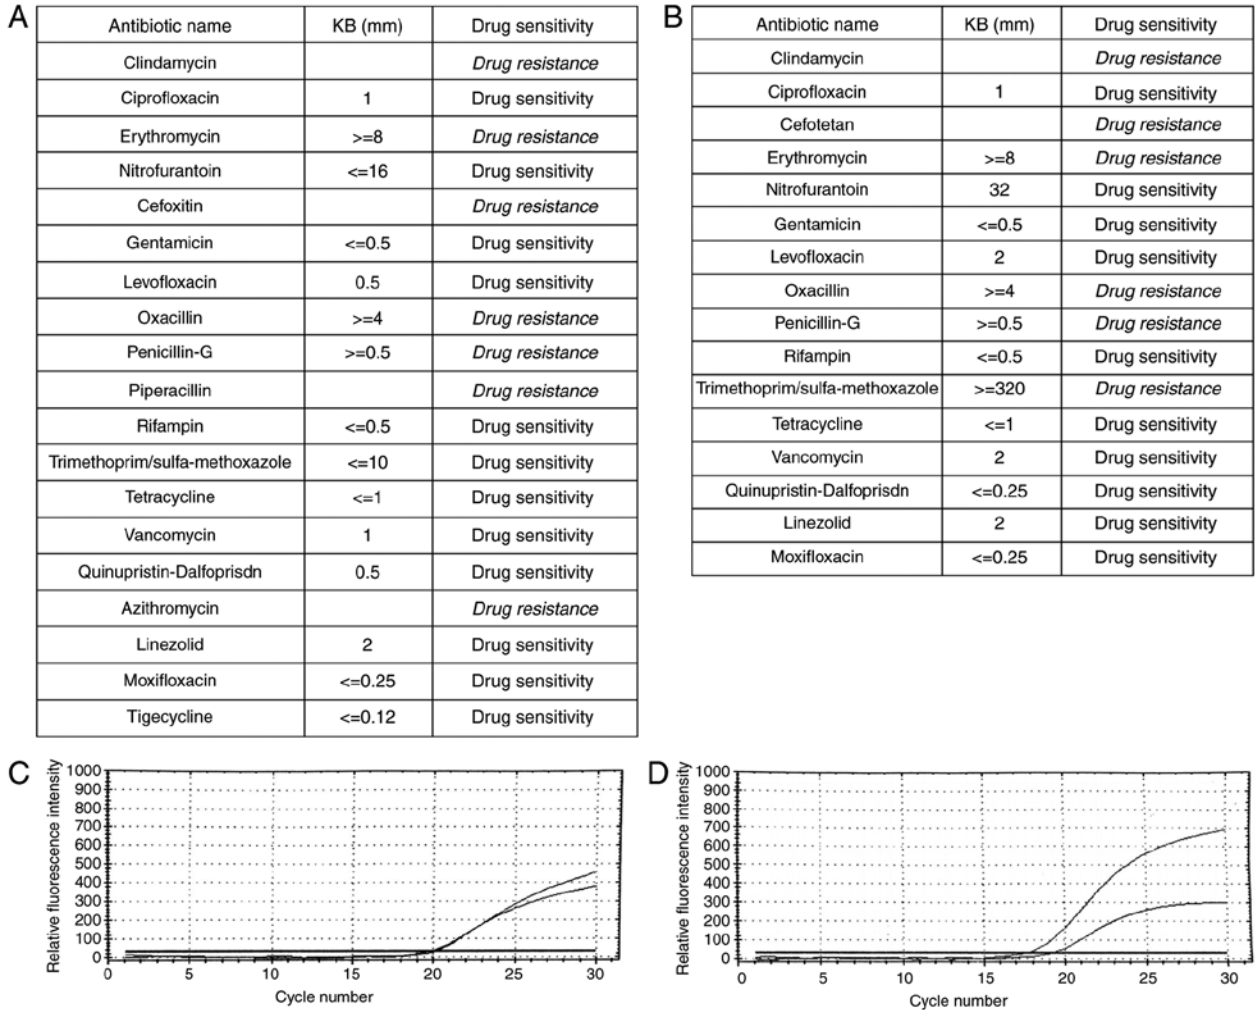 A
Antibiotic name KB (mm) Drug sensitivity
Clindamycin Drug resistance
Ciprofloxacin 1 Drug sensitivity
Erythromycin >=8 Drug resistance
Nitrofurantoin <=16 Drug sensitivity
Cefoxitin Drug resistance
Gentamicin <=0.5 Drug sensitivity
Levofloxacin 0.5 Drug sensitivity
Oxacillin >=4 Drug resistance
Penicillin-G >=0.5 Drug resistance
Piperacillin Drug resistance
Rifampin <=0.5 Drug sensitivity
Trimethoprim/sulfa-methoxazole <=10 Drug sensitivity
Tetracycline <=1 Drug sensitivity
Vancomycin 1 Drug sensitivity
Quinupristin-Dalfoprisdn 0.5 Drug sensitivity
Azithromycin Drug resistance
Linezolid 2 Drug sensitivity
Moxifloxacin <=0.25 Drug sensitivity
Tigecycline <=0.12 Drug sensitivity
B
Antibiotic name KB (mm) Drug sensitivity
Clindamycin Drug resistance
Ciprofloxacin 1 Drug sensitivity
Cefotetan Drug resistance
Erythromycin >=8 Drug resistance
Nitrofurantoin 32 Drug sensitivity
Gentamicin <=0.5 Drug sensitivity
Levofloxacin 2 Drug sensitivity
Oxacillin >=4 Drug resistance
Penicillin-G >=0.5 Drug resistance
Rifampin <=0.5 Drug sensitivity
Trimethoprim/sulfa-methoxazole >=320 Drug resistance
Tetracycline <=1 Drug sensitivity
Vancomycin 2 Drug sensitivity
Quinupristin-Dalfoprisdn <=0.25 Drug sensitivity
Linezolid 2 Drug sensitivity
Moxifloxacin <=0.25 Drug sensitivity
C
Relative fluorescence intensity
1000
900
800
700
600
500
400
300
200
100
0
0 5 10 15 20 25 30
Cycle number
D
Relative fluorescence intensity
1000
900
800
700
600
500
400
300
200
100
0
0 5 10 15 20 25 30
Cycle number